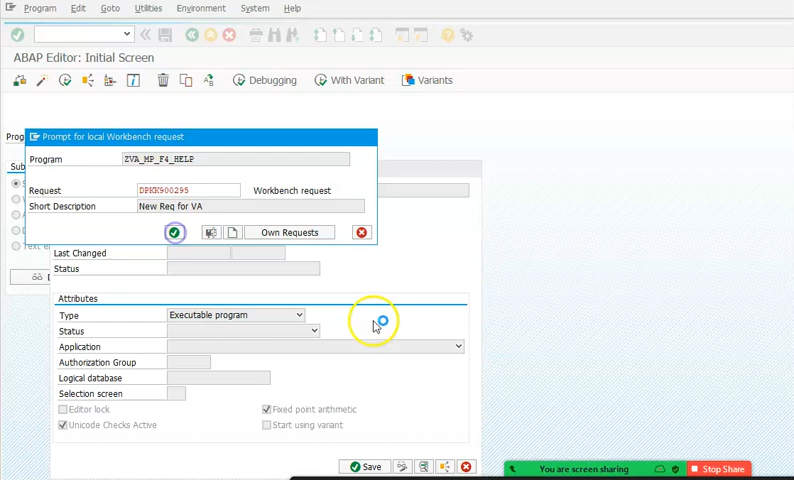 Program Edit Goto Utilities Environment System Help
ABAP Editor: Initial Screen
Debugging With Variant Variants
Prompt for local Workbench request
Program ZVA_MP_F4_HELP
Request DPKK900295 Workbench request
Short Description New Req for VA
Own Requests
Last Changed
Status
Attributes
Type Executable program
Status
Application
Authorization Group
Logical database
Selection screen
Editor lock Fixed point arithmetic
Unicode Checks Active Start using variant
Save
You are screen sharing Stop Share